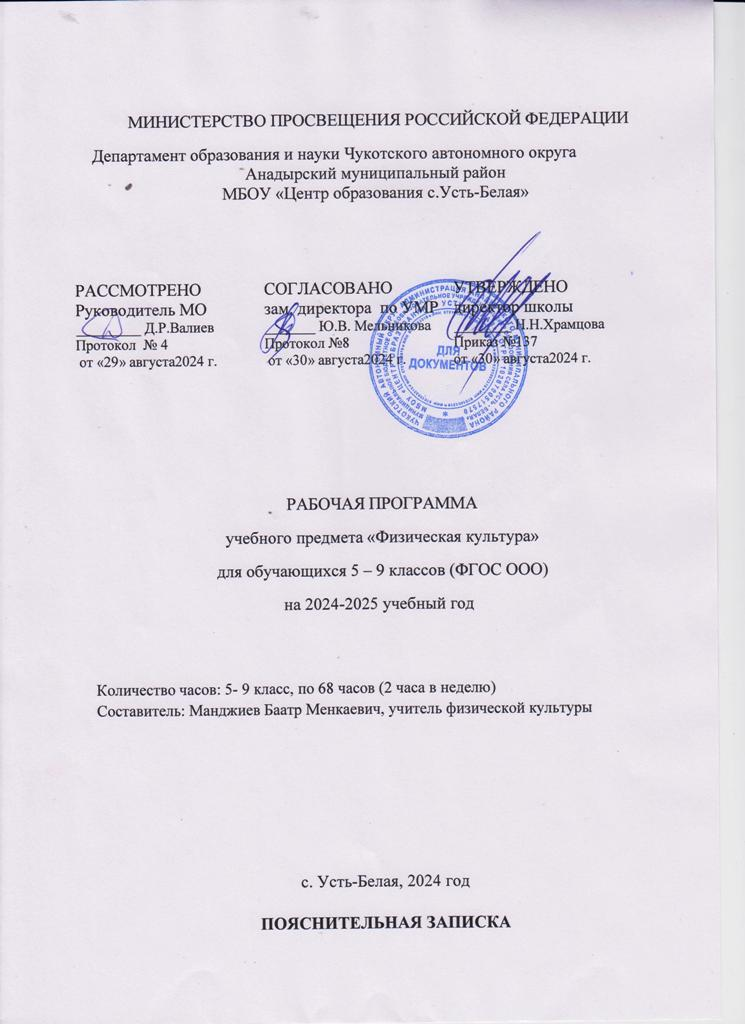 МИНИСТЕРСТВО ПРОСВЕЩЕНИЯ РОССИЙСКОЙ ФЕДЕРАЦИИ
Департамент образования и науки Чукотского автономного округа
Анадырский муниципальный район
МБОУ «Центр образования с.Усть-Белая»
РАССМОТРЕНО
Руководитель МО
________ Д.Р.Валиев
Протокол № 4
от «29» августа2024 г.
СОГЛАСОВАНО
зам. директора по УМР
______ Ю.В. Мельникова
Протокол №8
от «30» августа2024 г.
УТВЕРЖДЕНО
директор школы
Н.Н.Храмцова
Приказ №137
от «30» августа2024 г.
ДЛЯ
ДОКУМЕНТОВ
РАБОЧАЯ ПРОГРАММА
учебного предмета «Физическая культура»
для обучающихся 5 – 9 классов (ФГОС ООО)
на 2024-2025 учебный год
Количество часов: 5- 9 класс, по 68 часов (2 часа в неделю)
Составитель: Манджиев Баатр Менкаевич, учитель физической культуры
с. Усть-Белая, 2024 год
ПОЯСНИТЕЛЬНАЯ ЗАПИСКА